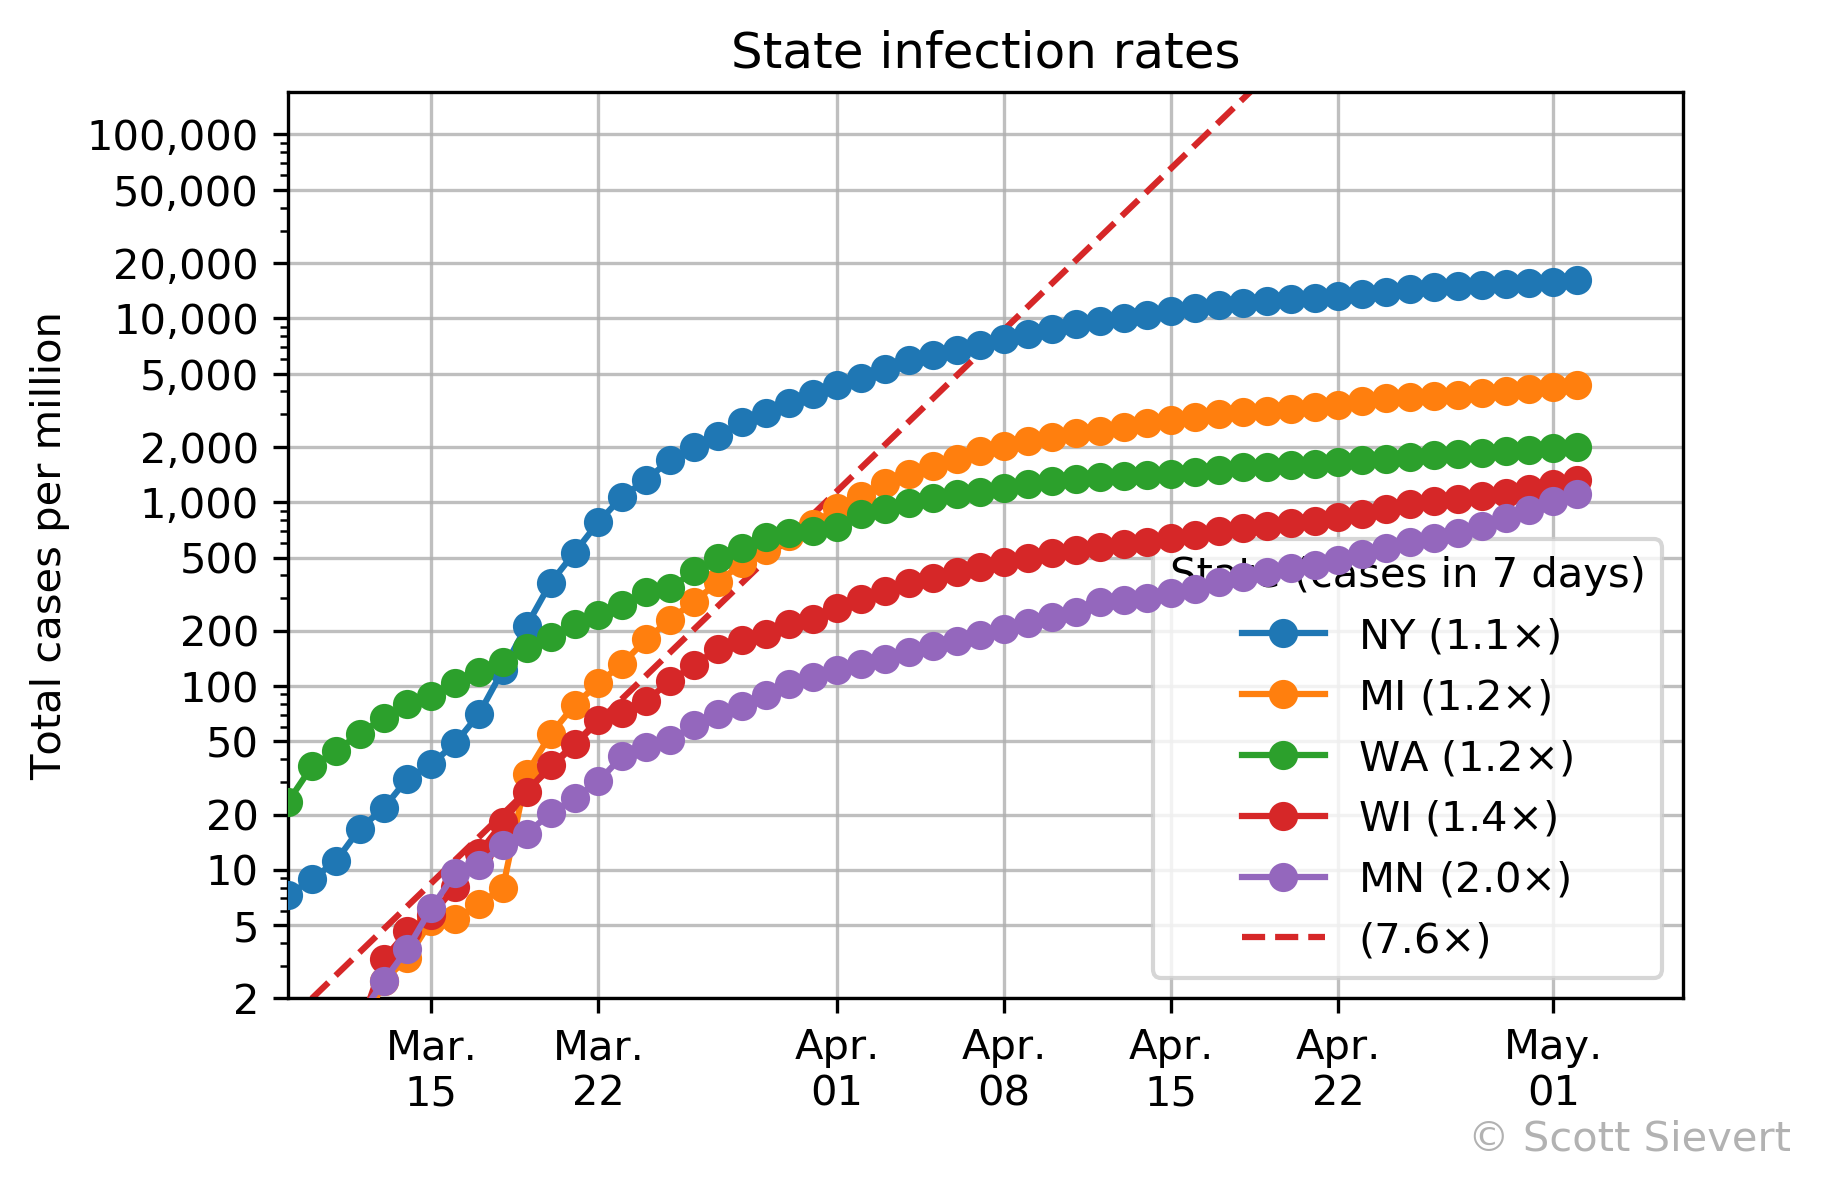 State infection rates
Total cases per million
100,000
50,000
20,000
10,000
5,000
2,000
1,000
500
200
100
50
20
10
5
2
State (cases in 7 days)
NY (1.1×)
MI (1.2×)
WA (1.2×)
WI (1.4×)
MN (2.0×)
(7.6×)
Mar.
15
Mar.
22
Apr.
01
Apr.
08
Apr.
15
Apr.
22
May.
01
© Scott Sievert